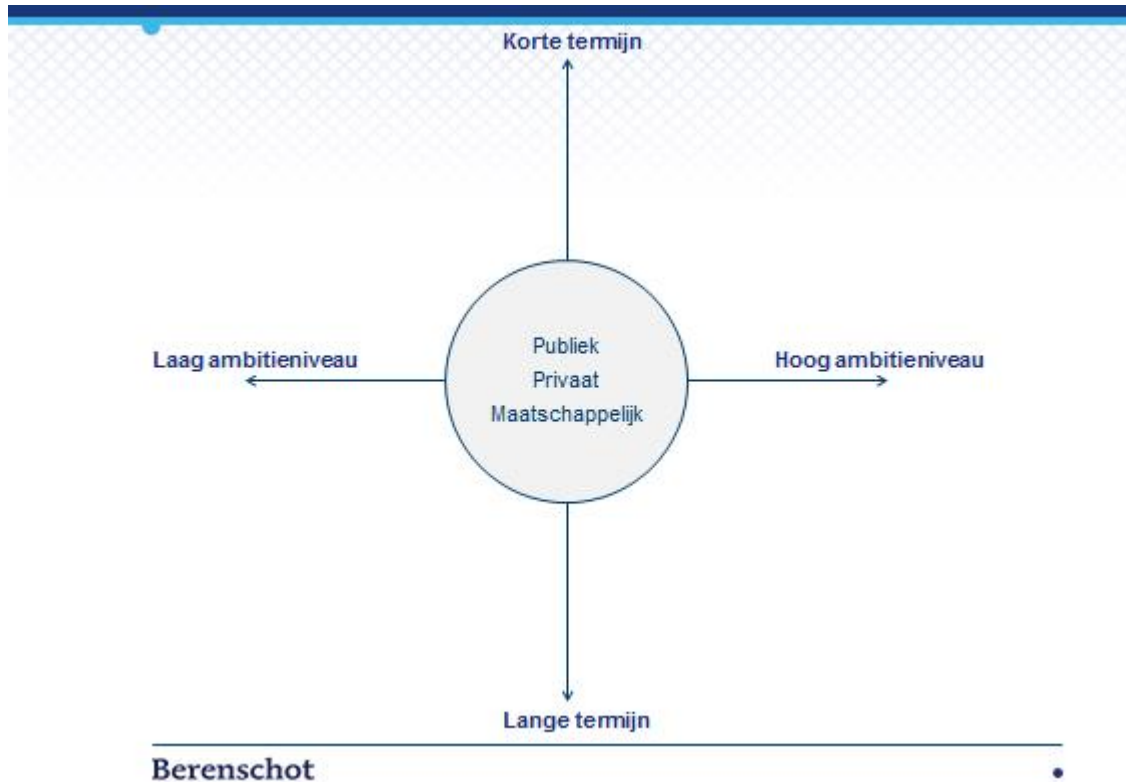 Korte termijn
Laag ambitieniveau
Hoog ambitieniveau
Publiek
Privaat
Maatschappelijk
Lange termijn
Berenschot